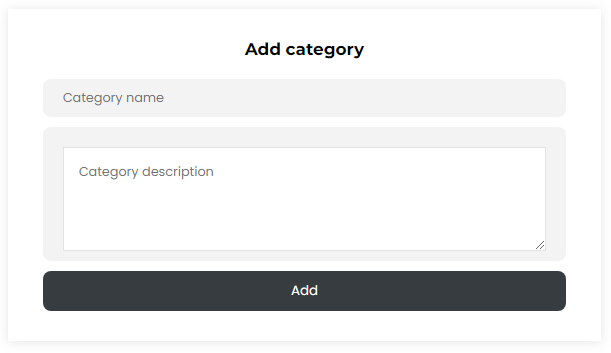 Add category
Category name
Category description
Add